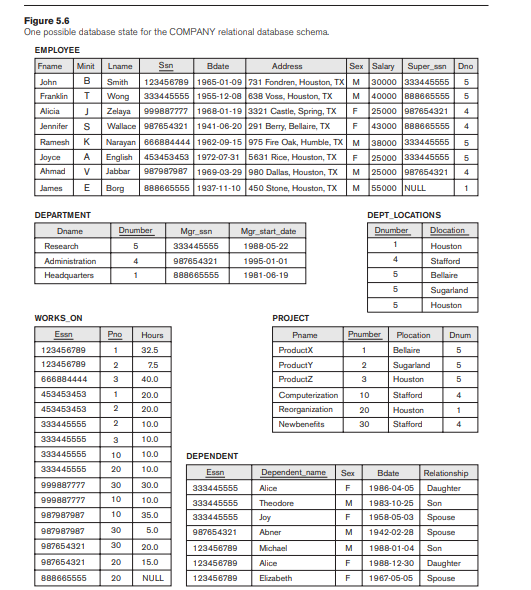 Figure 5.6
One possible database state for the COMPANY relational database schema.
EMPLOYEE
Fname Minit Lname Ssn Bdate Address Sex Salary Super_ssn Dno
John B Smith 123456789 1965-01-09 731 Fondren, Houston, TX M 30000 333445555 5
Franklin T Wong 333445555 1955-12-08 638 Voss, Houston, TX M 40000 888665555 5
Alicia J Zelaya 999887777 1968-01-19 3321 Castle, Spring, TX F 25000 987654321 4
Jennifer S Wallace 987654321 1941-06-20 291 Berry, Bellaire, TX F 43000 888665555 4
Ramesh K Narayan 666884444 1962-09-15 975 Fire Oak, Humble, TX M 38000 333445555 5
Joyce A English 453453453 1972-07-31 5631 Rice, Houston, TX F 25000 333445555 5
Ahmad V Jabbar 987987987 1969-03-29 980 Dallas, Houston, TX M 25000 987654321 4
James E Borg 888665555 1937-11-10 450 Stone, Houston, TX M 55000 NULL 1
DEPARTMENT
Dname Dnumber Mgr_ssn Mgr_start_date
Research 5 333445555 1988-05-22
Administration 4 987654321 1995-01-01
Headquarters 1 888665555 1981-06-19
DEPT_LOCATIONS
Dnumber Dlocation
1 Houston
4 Stafford
5 Bellaire
5 Sugarland
5 Houston
WORKS_ON
Essn Pno Hours
123456789 1 32.5
123456789 2 7.5
666884444 3 40.0
453453453 1 20.0
453453453 2 20.0
333445555 2 10.0
333445555 3 10.0
333445555 10 10.0
333445555 20 10.0
999887777 30 30.0
999887777 10 10.0
987987987 10 35.0
987987987 30 5.0
987654321 30 20.0
987654321 20 15.0
888665555 20 NULL
PROJECT
Pname Pnumber Plocation Dnum
ProductX 1 Bellaire 5
ProductY 2 Sugarland 5
ProductZ 3 Houston 5
Computerization 10 Stafford 4
Reorganization 20 Houston 1
Newbenefits 30 Stafford 4
DEPENDENT
Essn Dependent_name Sex Bdate Relationship
333445555 Alice F 1986-04-05 Daughter
333445555 Theodore M 1983-10-25 Son
333445555 Joy F 1958-05-03 Spouse
987654321 Abner M 1942-02-28 Spouse
123456789 Michael M 1988-01-04 Son
123456789 Alice F 1988-12-30 Daughter
123456789 Elizabeth F 1967-05-05 Spouse